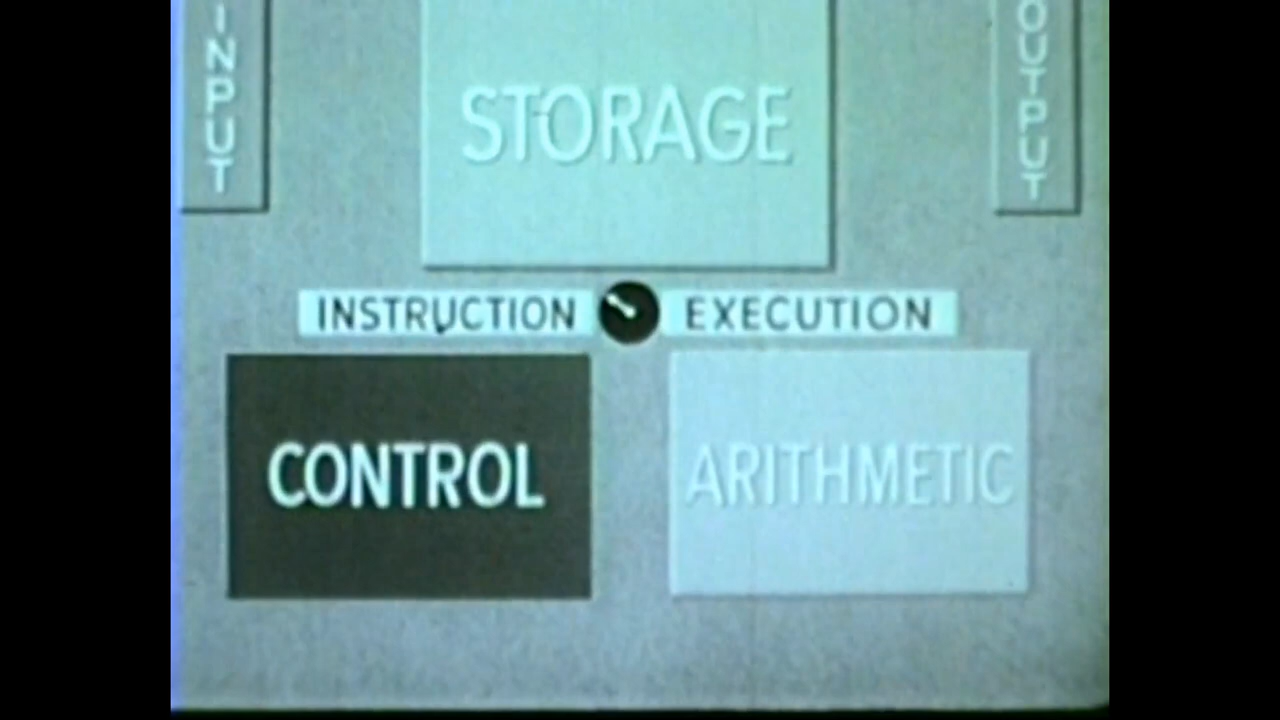 INPUT
STORAGE
OUTPUT
INSTRUCTION
EXECUTION
CONTROL
ARITHMETIC